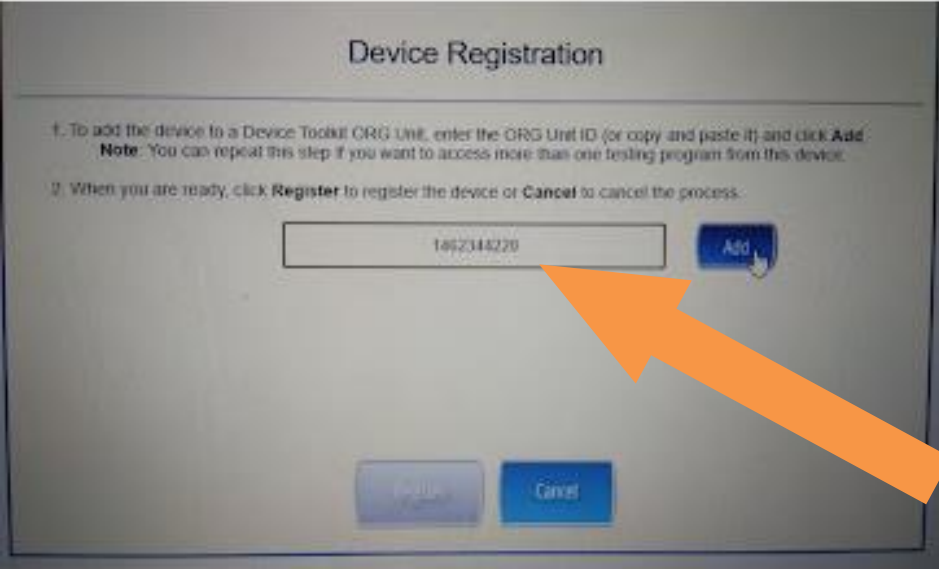 Device Registration
1. To add the device to a Device Toolkit ORG Unit, enter the ORG Unit ID (or copy and paste it) and click Add
Note: You can repeat this step if you want to access more than one testing program from this device.
2. When you are ready, click Register to register the device or Cancel to cancel the process.
1462344220 Add
Register Cancel